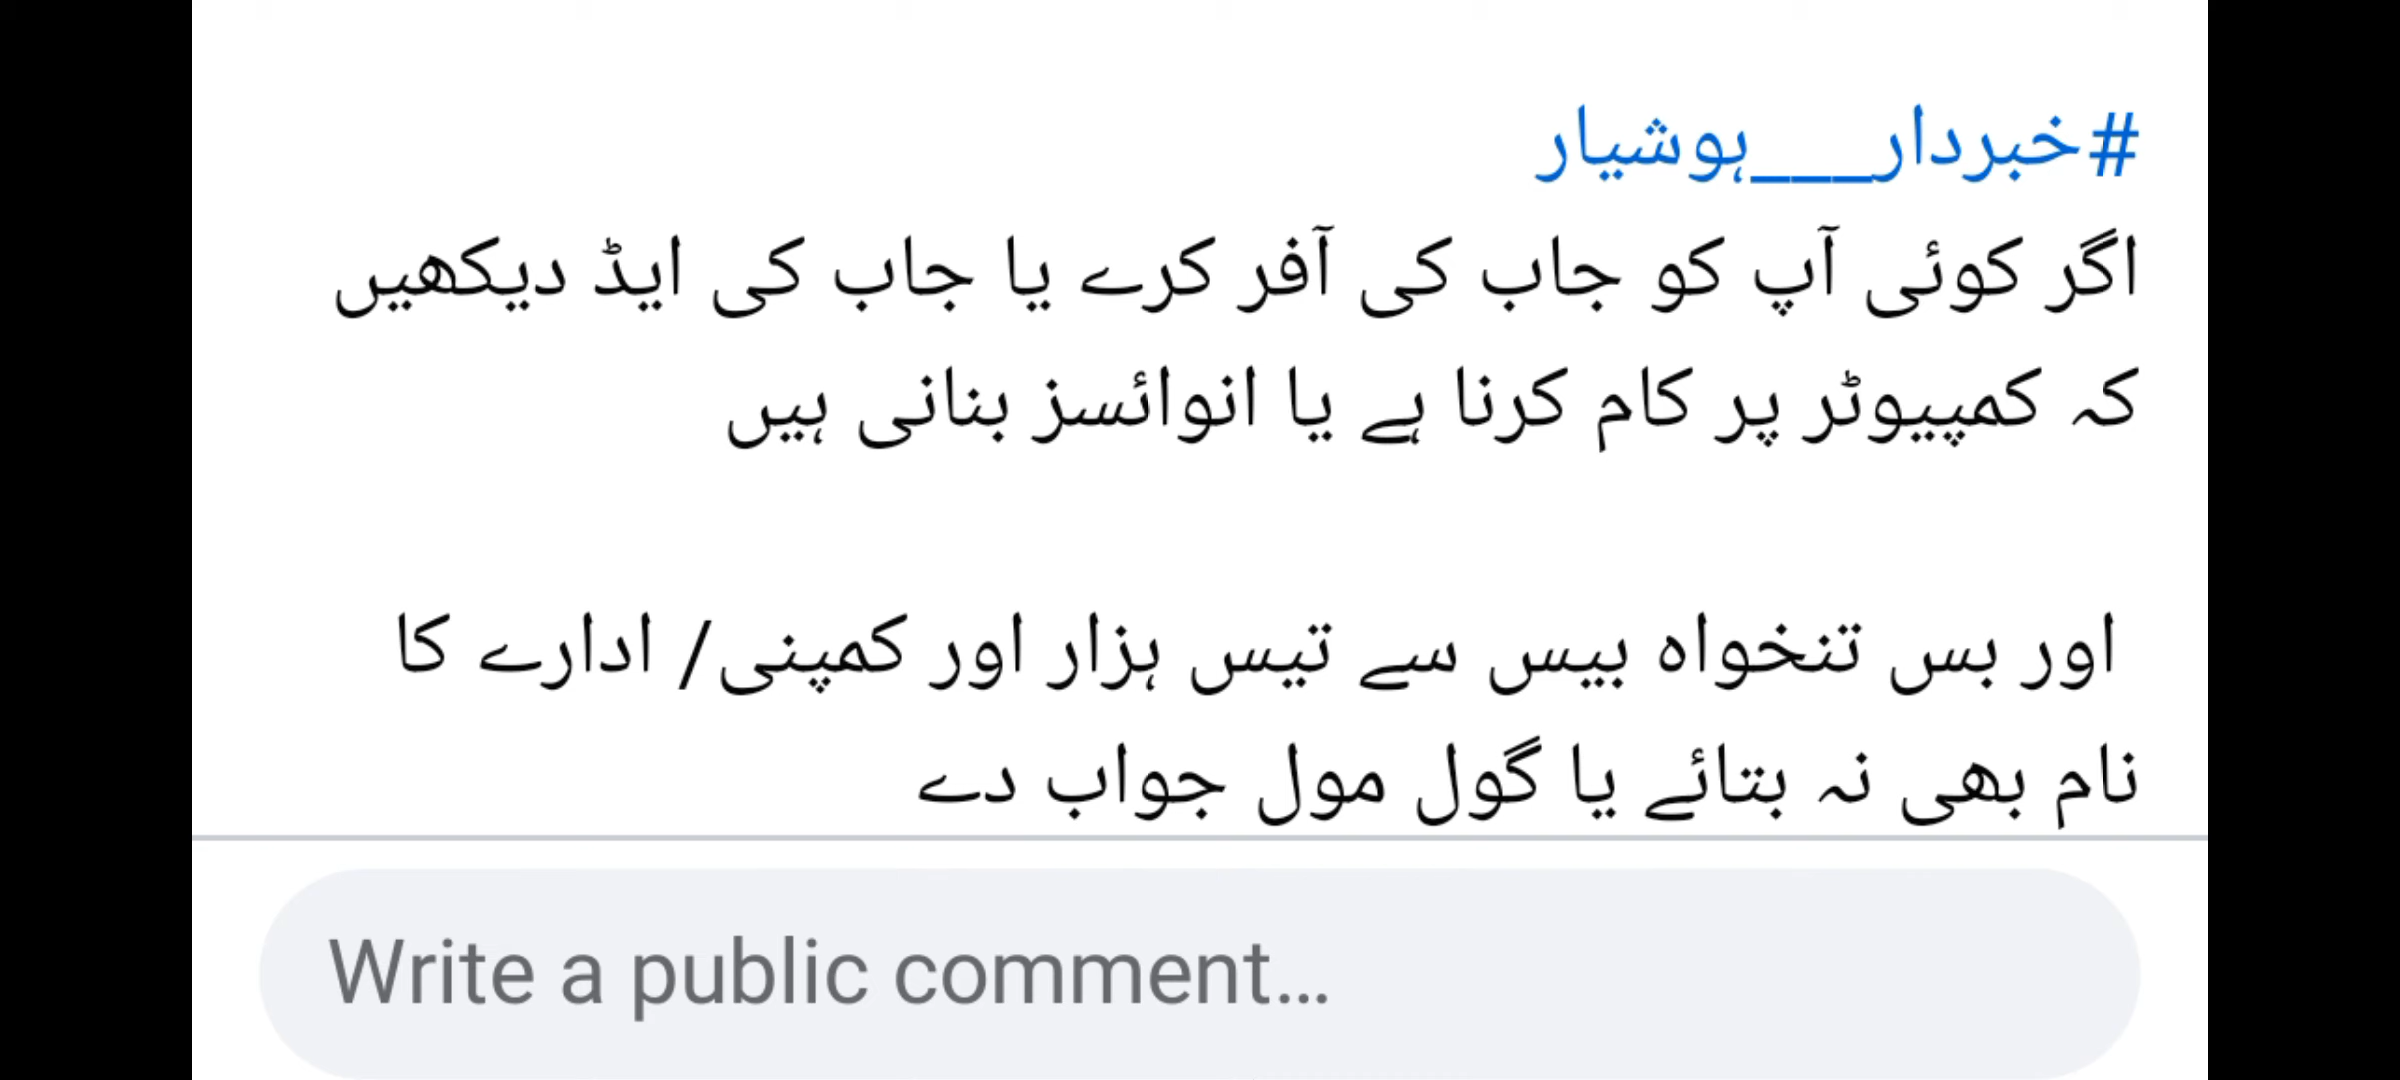 #خبردار___ہوشیار
اگر کوئی آپ کو جاب کی آفر کرے یا جاب کی ایڈ دیکھیں
کہ کمپیوٹر پر کام کرنا ہے یا انوائسز بنانی ہیں
اور بس تنخواہ بیس سے تیس ہزار اور کمپنی/ ادارے کا
نام بھی نہ بتائے یا گول مول جواب دے
Write a public comment...